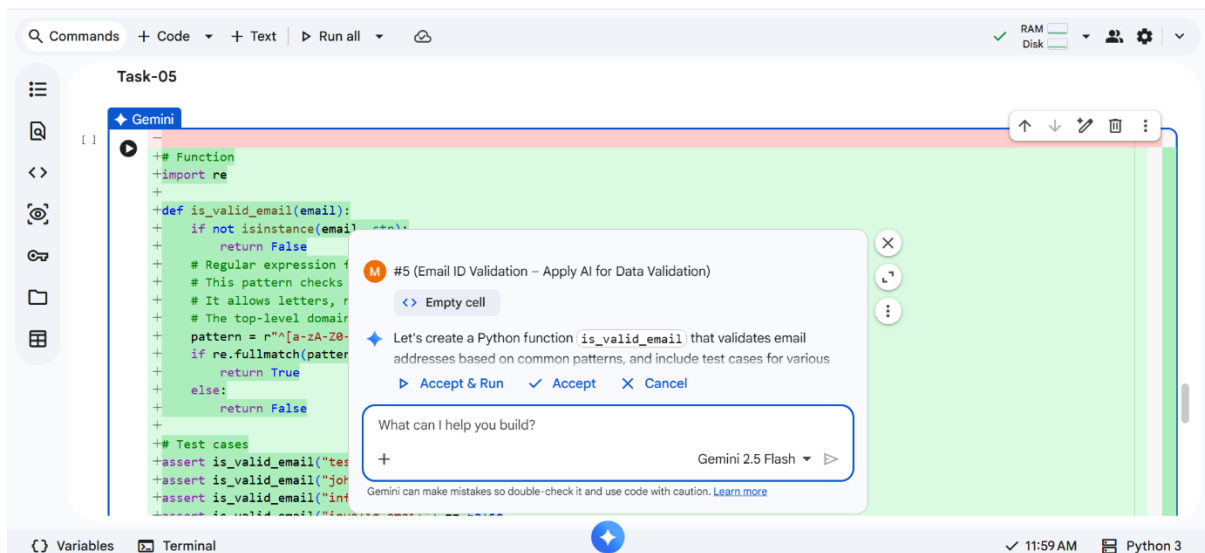 Commands + Code + Text Run all RAM Disk
Task-05
Gemini
[ ]
# Function
import re
def is_valid_email(email):
if not isinstance(email, str):
return False
# Regular expression f
# This pattern checks
# It allows letters, n
# The top-level domain
pattern = r"^[a-zA-Z0-
if re.fullmatch(patter
return True
else:
return False
# Test cases
assert is_valid_email("tes
assert is_valid_email("joh
assert is_valid_email("inf
assert is_valid_email("invalid_email") == False
M #5 (Email ID Validation – Apply AI for Data Validation)
<> Empty cell
Let's create a Python function is_valid_email that validates email
addresses based on common patterns, and include test cases for various
Accept & Run Accept Cancel
What can I help you build?
+ Gemini 2.5 Flash
Gemini can make mistakes so double-check it and use code with caution. Learn more
{} Variables Terminal 11:59 AM Python 3